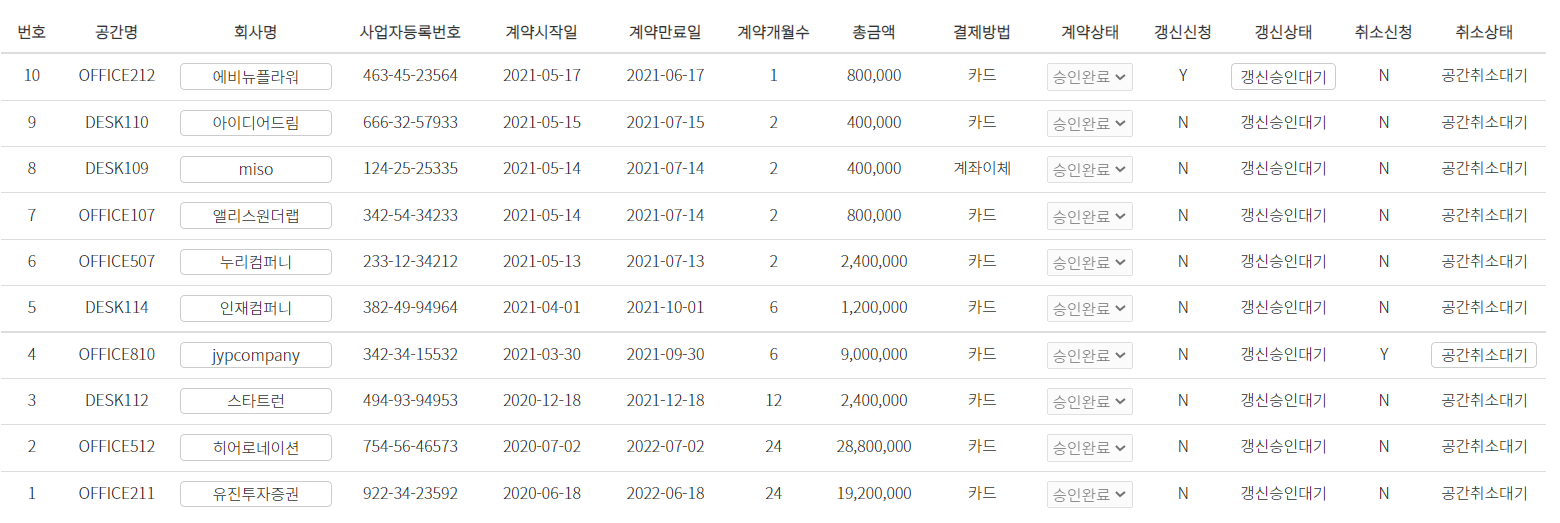 번호 공간명 회사명 사업자등록번호 계약시작일 계약만료일 계약개월수 총금액 결제방법 계약상태 갱신신청 갱신상태 취소신청 취소상태
10 OFFICE212 에비뉴플라워 463-45-23564 2021-05-17 2021-06-17 1 800,000 카드 승인완료 Y 갱신승인대기 N 공간취소대기
9 DESK110 아이디어드림 666-32-57933 2021-05-15 2021-07-15 2 400,000 카드 승인완료 N 갱신승인대기 N 공간취소대기
8 DESK109 miso 124-25-25335 2021-05-14 2021-07-14 2 400,000 계좌이체 승인완료 N 갱신승인대기 N 공간취소대기
7 OFFICE107 앨리스원더랩 342-54-34233 2021-05-14 2021-07-14 2 800,000 카드 승인완료 N 갱신승인대기 N 공간취소대기
6 OFFICE507 누리컴퍼니 233-12-34212 2021-05-13 2021-07-13 2 2,400,000 카드 승인완료 N 갱신승인대기 N 공간취소대기
5 DESK114 인재컴퍼니 382-49-94964 2021-04-01 2021-10-01 6 1,200,000 카드 승인완료 N 갱신승인대기 N 공간취소대기
4 OFFICE810 jypcompany 342-34-15532 2021-03-30 2021-09-30 6 9,000,000 카드 승인완료 N 갱신승인대기 Y 공간취소대기
3 DESK112 스타트런 494-93-94953 2020-12-18 2021-12-18 12 2,400,000 카드 승인완료 N 갱신승인대기 N 공간취소대기
2 OFFICE512 히어로네이션 754-56-46573 2020-07-02 2022-07-02 24 28,800,000 카드 승인완료 N 갱신승인대기 N 공간취소대기
1 OFFICE211 유진투자증권 922-34-23592 2020-06-18 2022-06-18 24 19,200,000 카드 승인완료 N 갱신승인대기 N 공간취소대기